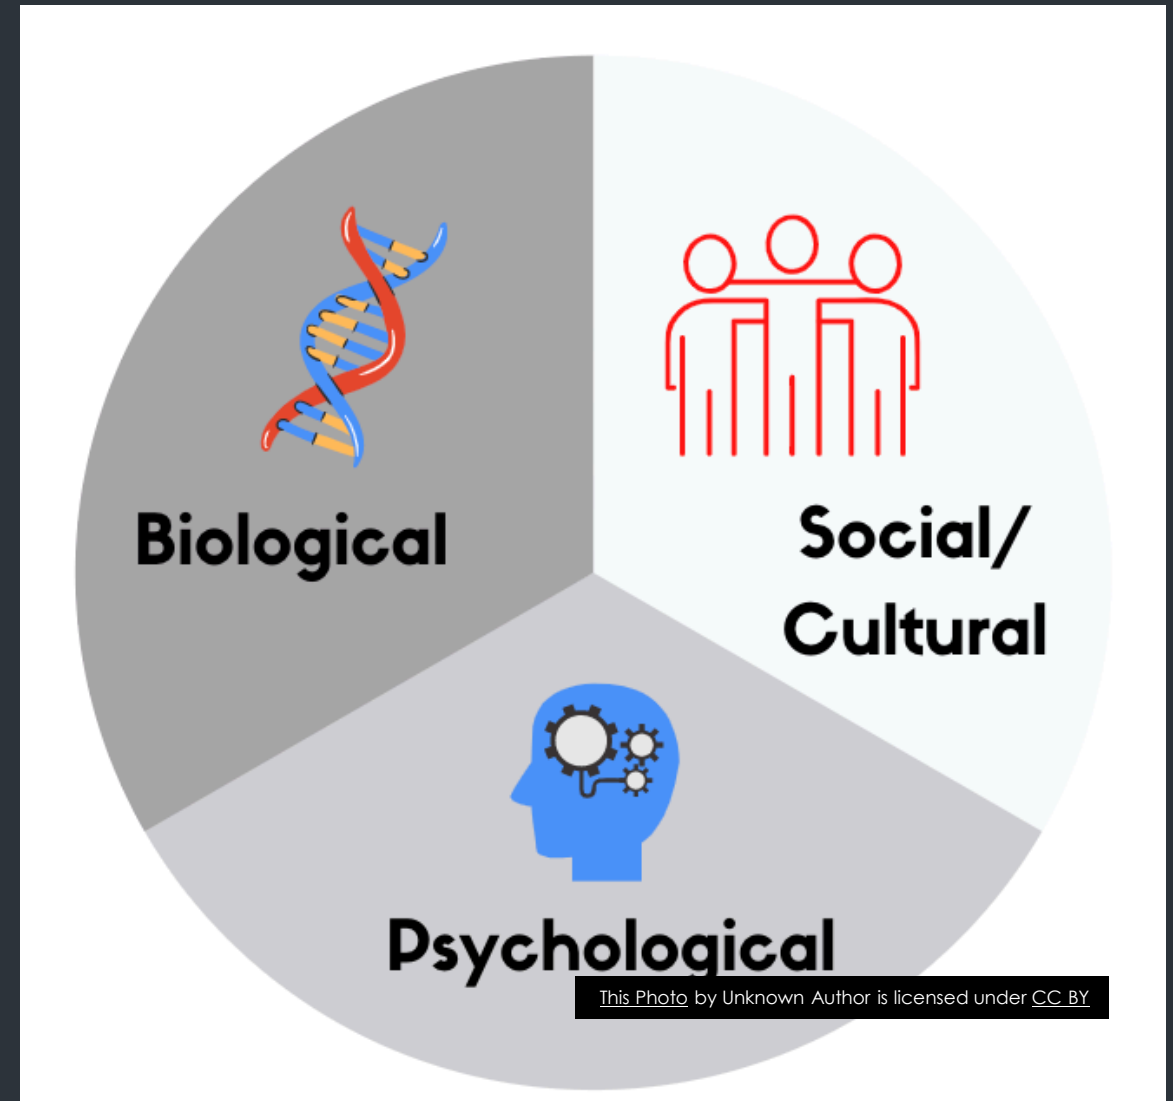 Biological
Social/
Cultural
Psychological
This Photo by Unknown Author is licensed under CC BY